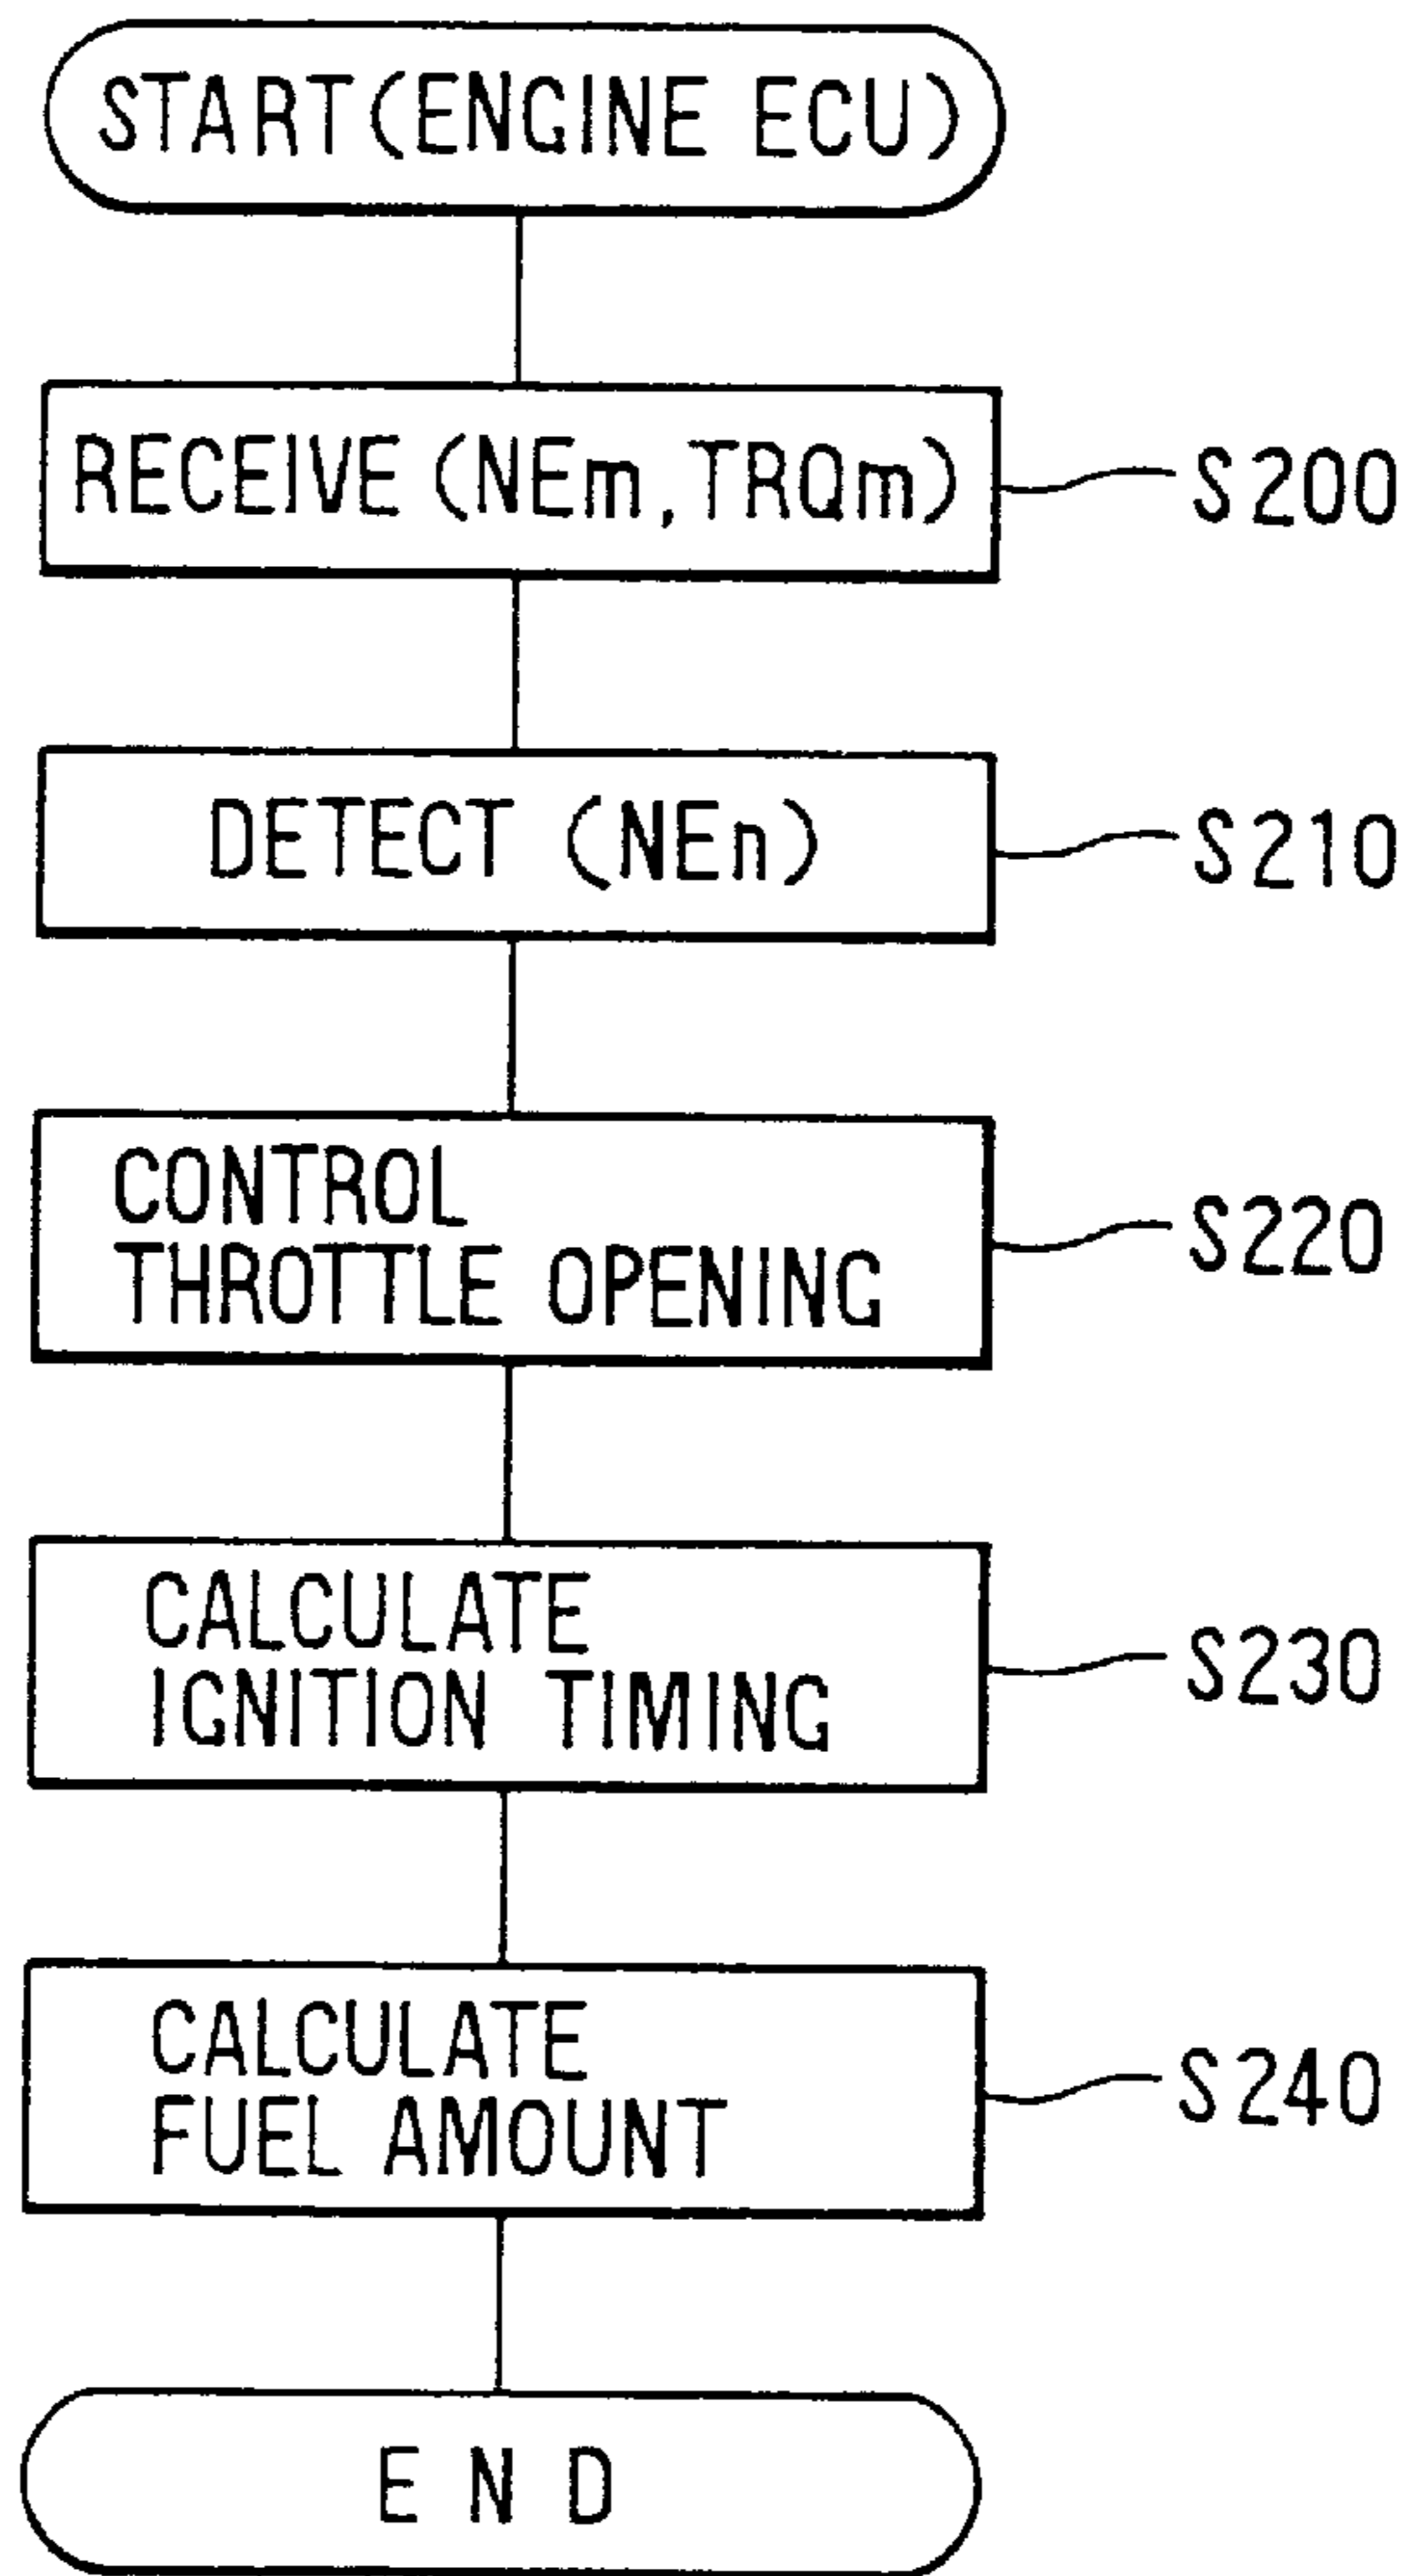 START(ENGINE ECU)
RECEIVE (NEm,TRQm)
S200
DETECT (NEn)
S210
CONTROL
THROTTLE OPENING
S220
CALCULATE
IGNITION TIMING
S230
CALCULATE
FUEL AMOUNT
S240
END